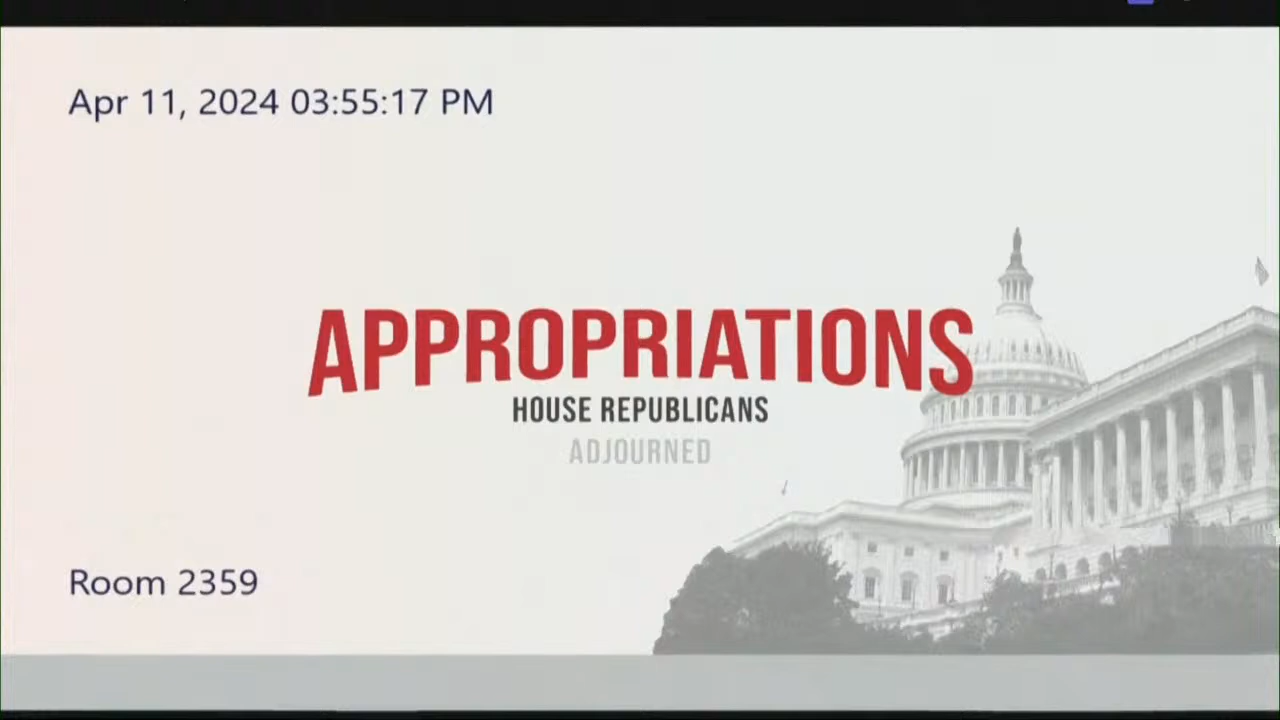 Apr 11, 2024 03:55:17 PM
APPROPRIATIONS
HOUSE REPUBLICANS
ADJOURNED
Room 2359